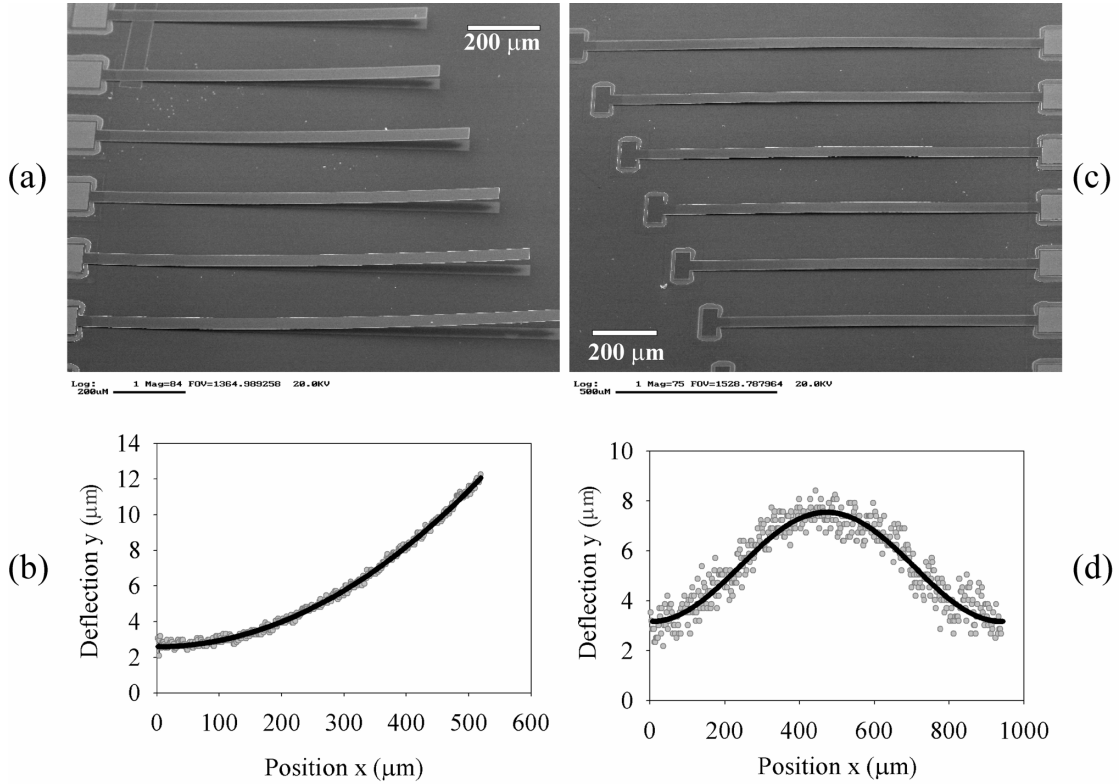 (a)
200 µm
Log: 1 Mag=84 FOV=1364.989258 20.0KV
200uM
(c)
200 µm
Log: 1 Mag=75 FOV=1528.787964 20.0KV
500uM
(b)
Deflection y (µm)
14
12
10
8
6
4
2
0
0 100 200 300 400 500 600
Position x (µm)
(d)
Deflection y (µm)
10
8
6
4
2
0
0 200 400 600 800 1000
Position x (µm)